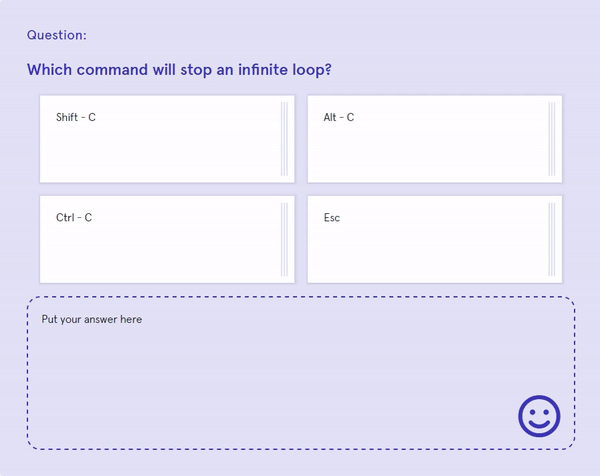 Question:
Which command will stop an infinite loop?
Shift - C
Alt - C
Ctrl - C
Esc
Put your answer here